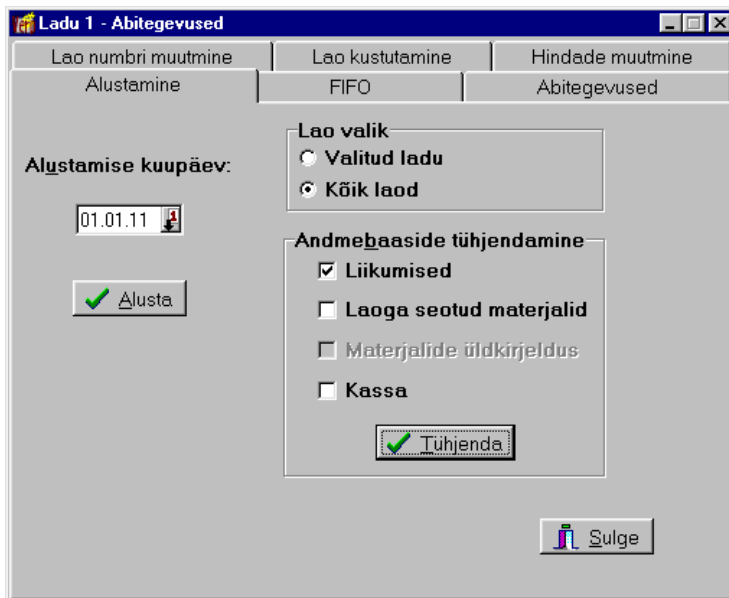 Ladu 1 - Abitegevused
Lao numbri muutmine
Lao kustutamine
Hindade muutmine
Alustamine
FIFO
Abitegevused
Lao valik
Valitud ladu
Kõik laod
Alustamise kuupäev:
01.01.11
Alusta
Andmebaaside tühjendamine
Liikumised
Laoga seotud materjalid
Materjalide üldkirjeldus
Kassa
Tühjenda
Sulge